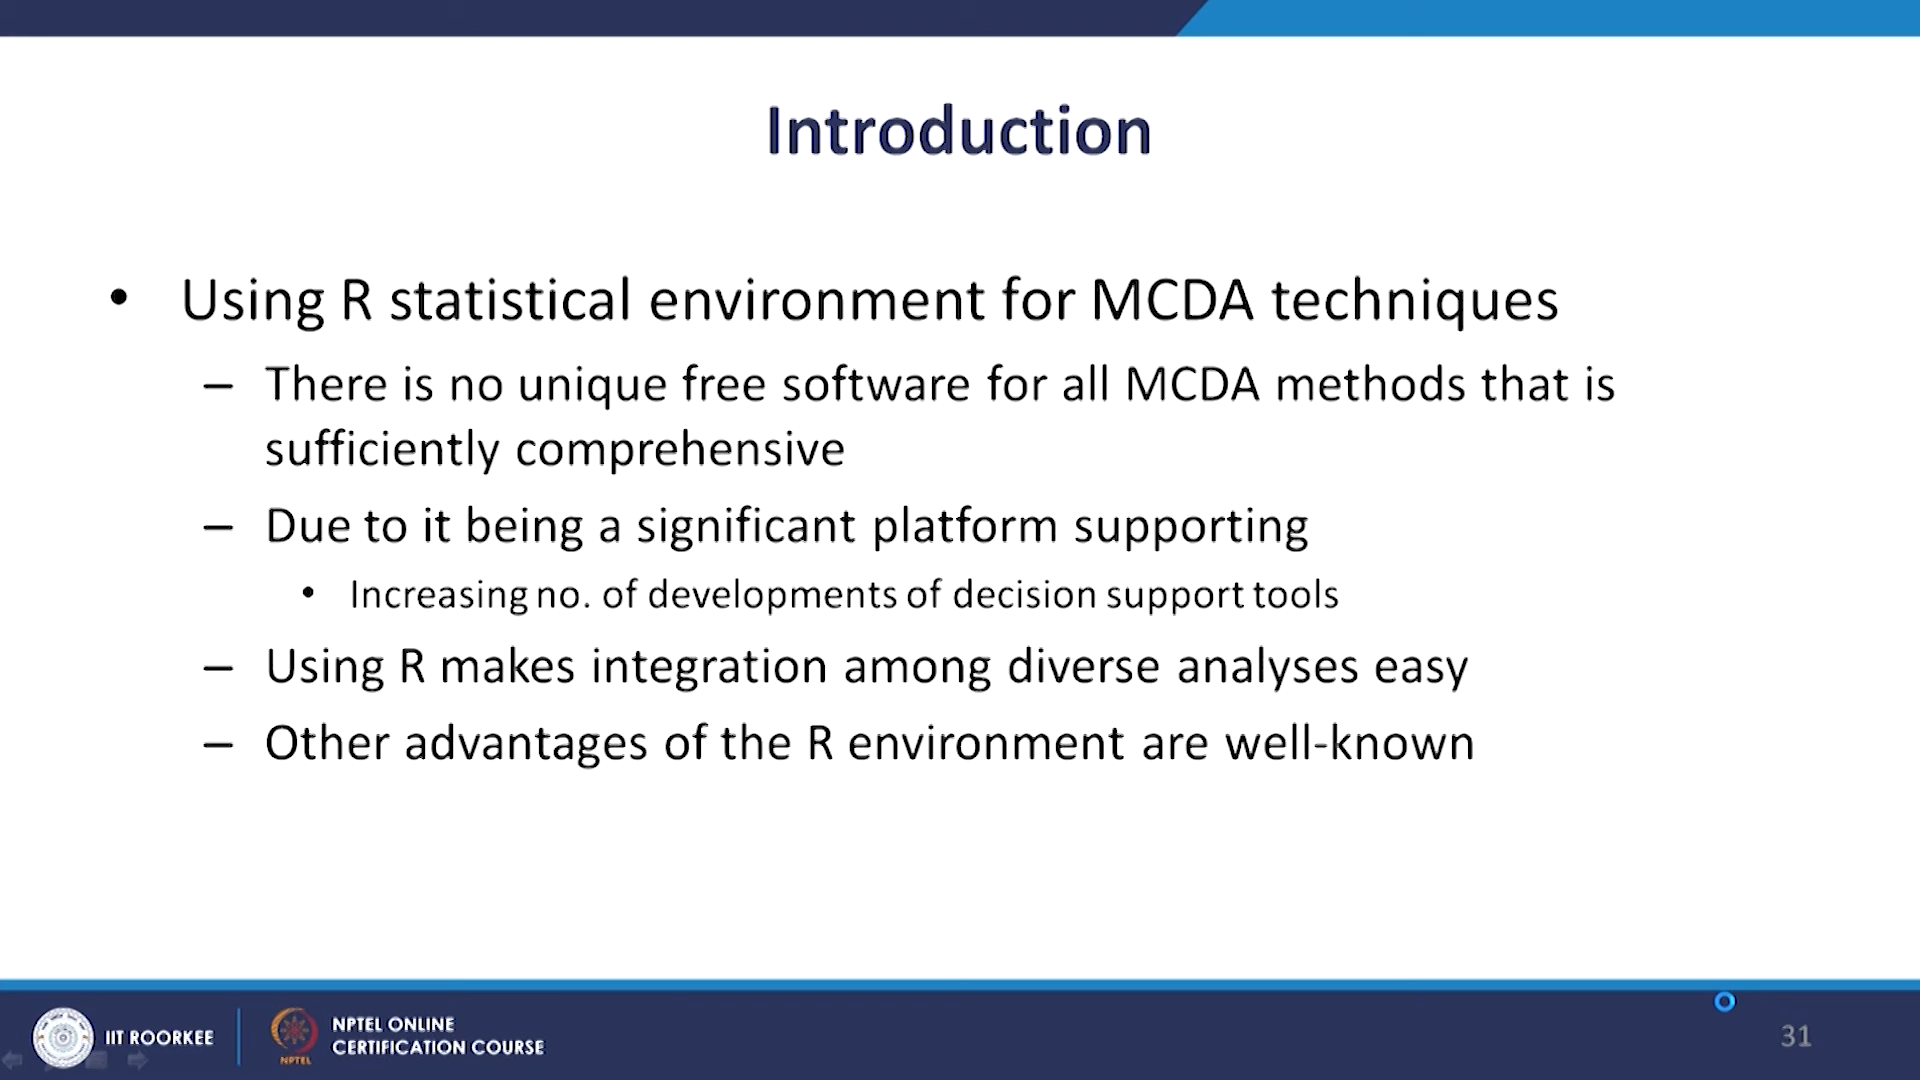 Introduction
• Using R statistical environment for MCDA techniques
– There is no unique free software for all MCDA methods that is
sufficiently comprehensive
– Due to it being a significant platform supporting
• Increasing no. of developments of decision support tools
– Using R makes integration among diverse analyses easy
– Other advantages of the R environment are well-known
IIT ROORKEE
NPTEL
NPTEL ONLINE
CERTIFICATION COURSE
31